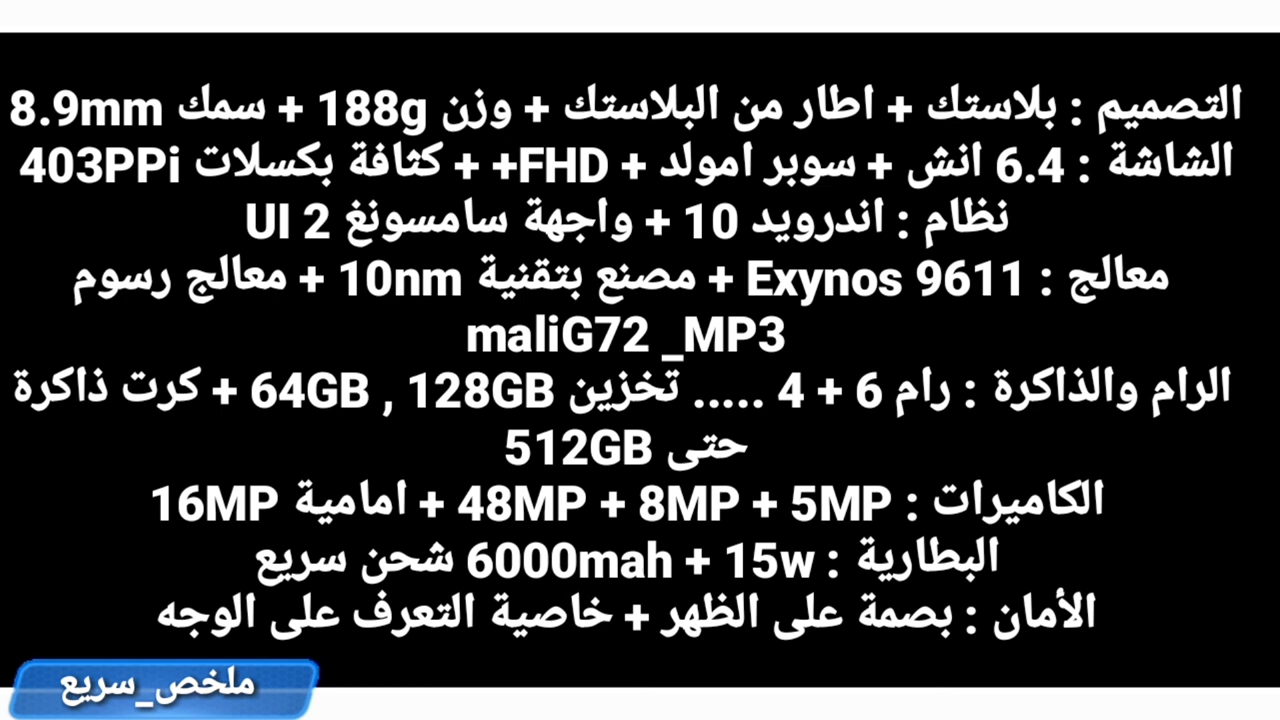 التصميم : بلاستك + اطار من البلاستك + وزن 188g + سمك 8.9mm
الشاشة : 6.4 انش + سوبر امولد + FHD+ + كثافة بكسلات 403PPi
نظام : اندرويد 10 + واجهة سامسونغ UI 2
معالج : Exynos 9611 + مصنع بتقنية 10nm + معالج رسوم
maliG72 _MP3
الرام والذاكرة : رام 6 + 4 ..... تخزين 64GB , 128GB + كرت ذاكرة
حتى 512GB
الكاميرات : 48MP + 8MP + 5MP + امامية 16MP
البطارية : 6000mah + 15w شحن سريع
الأمان : بصمة على الظهر + خاصية التعرف على الوجه
ملخص_سريع